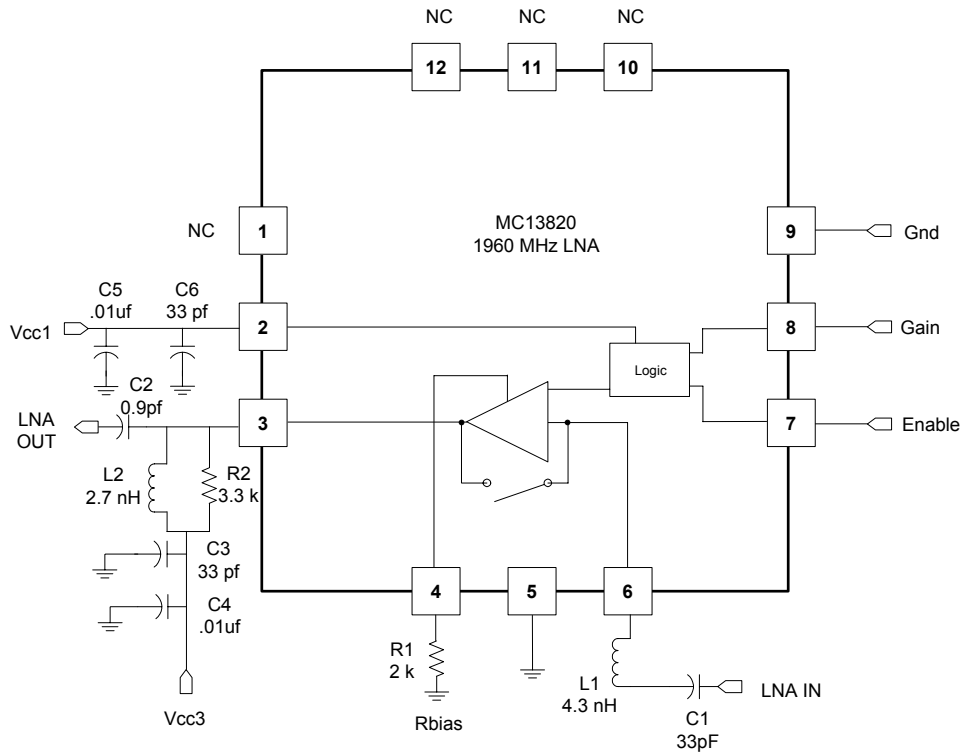 NC
NC
NC
12
11
10
MC13820
1960 MHz LNA
NC
1
9
Gnd
C5
.01uf
C6
33 pf
Vcc1
2
8
Gain
Logic
C2
0.9pf
LNA
OUT
3
7
Enable
L2
2.7 nH
R2
3.3 k
C3
33 pf
C4
.01uf
4
5
6
R1
2 k
Rbias
L1
4.3 nH
LNA IN
C1
33pF
Vcc3